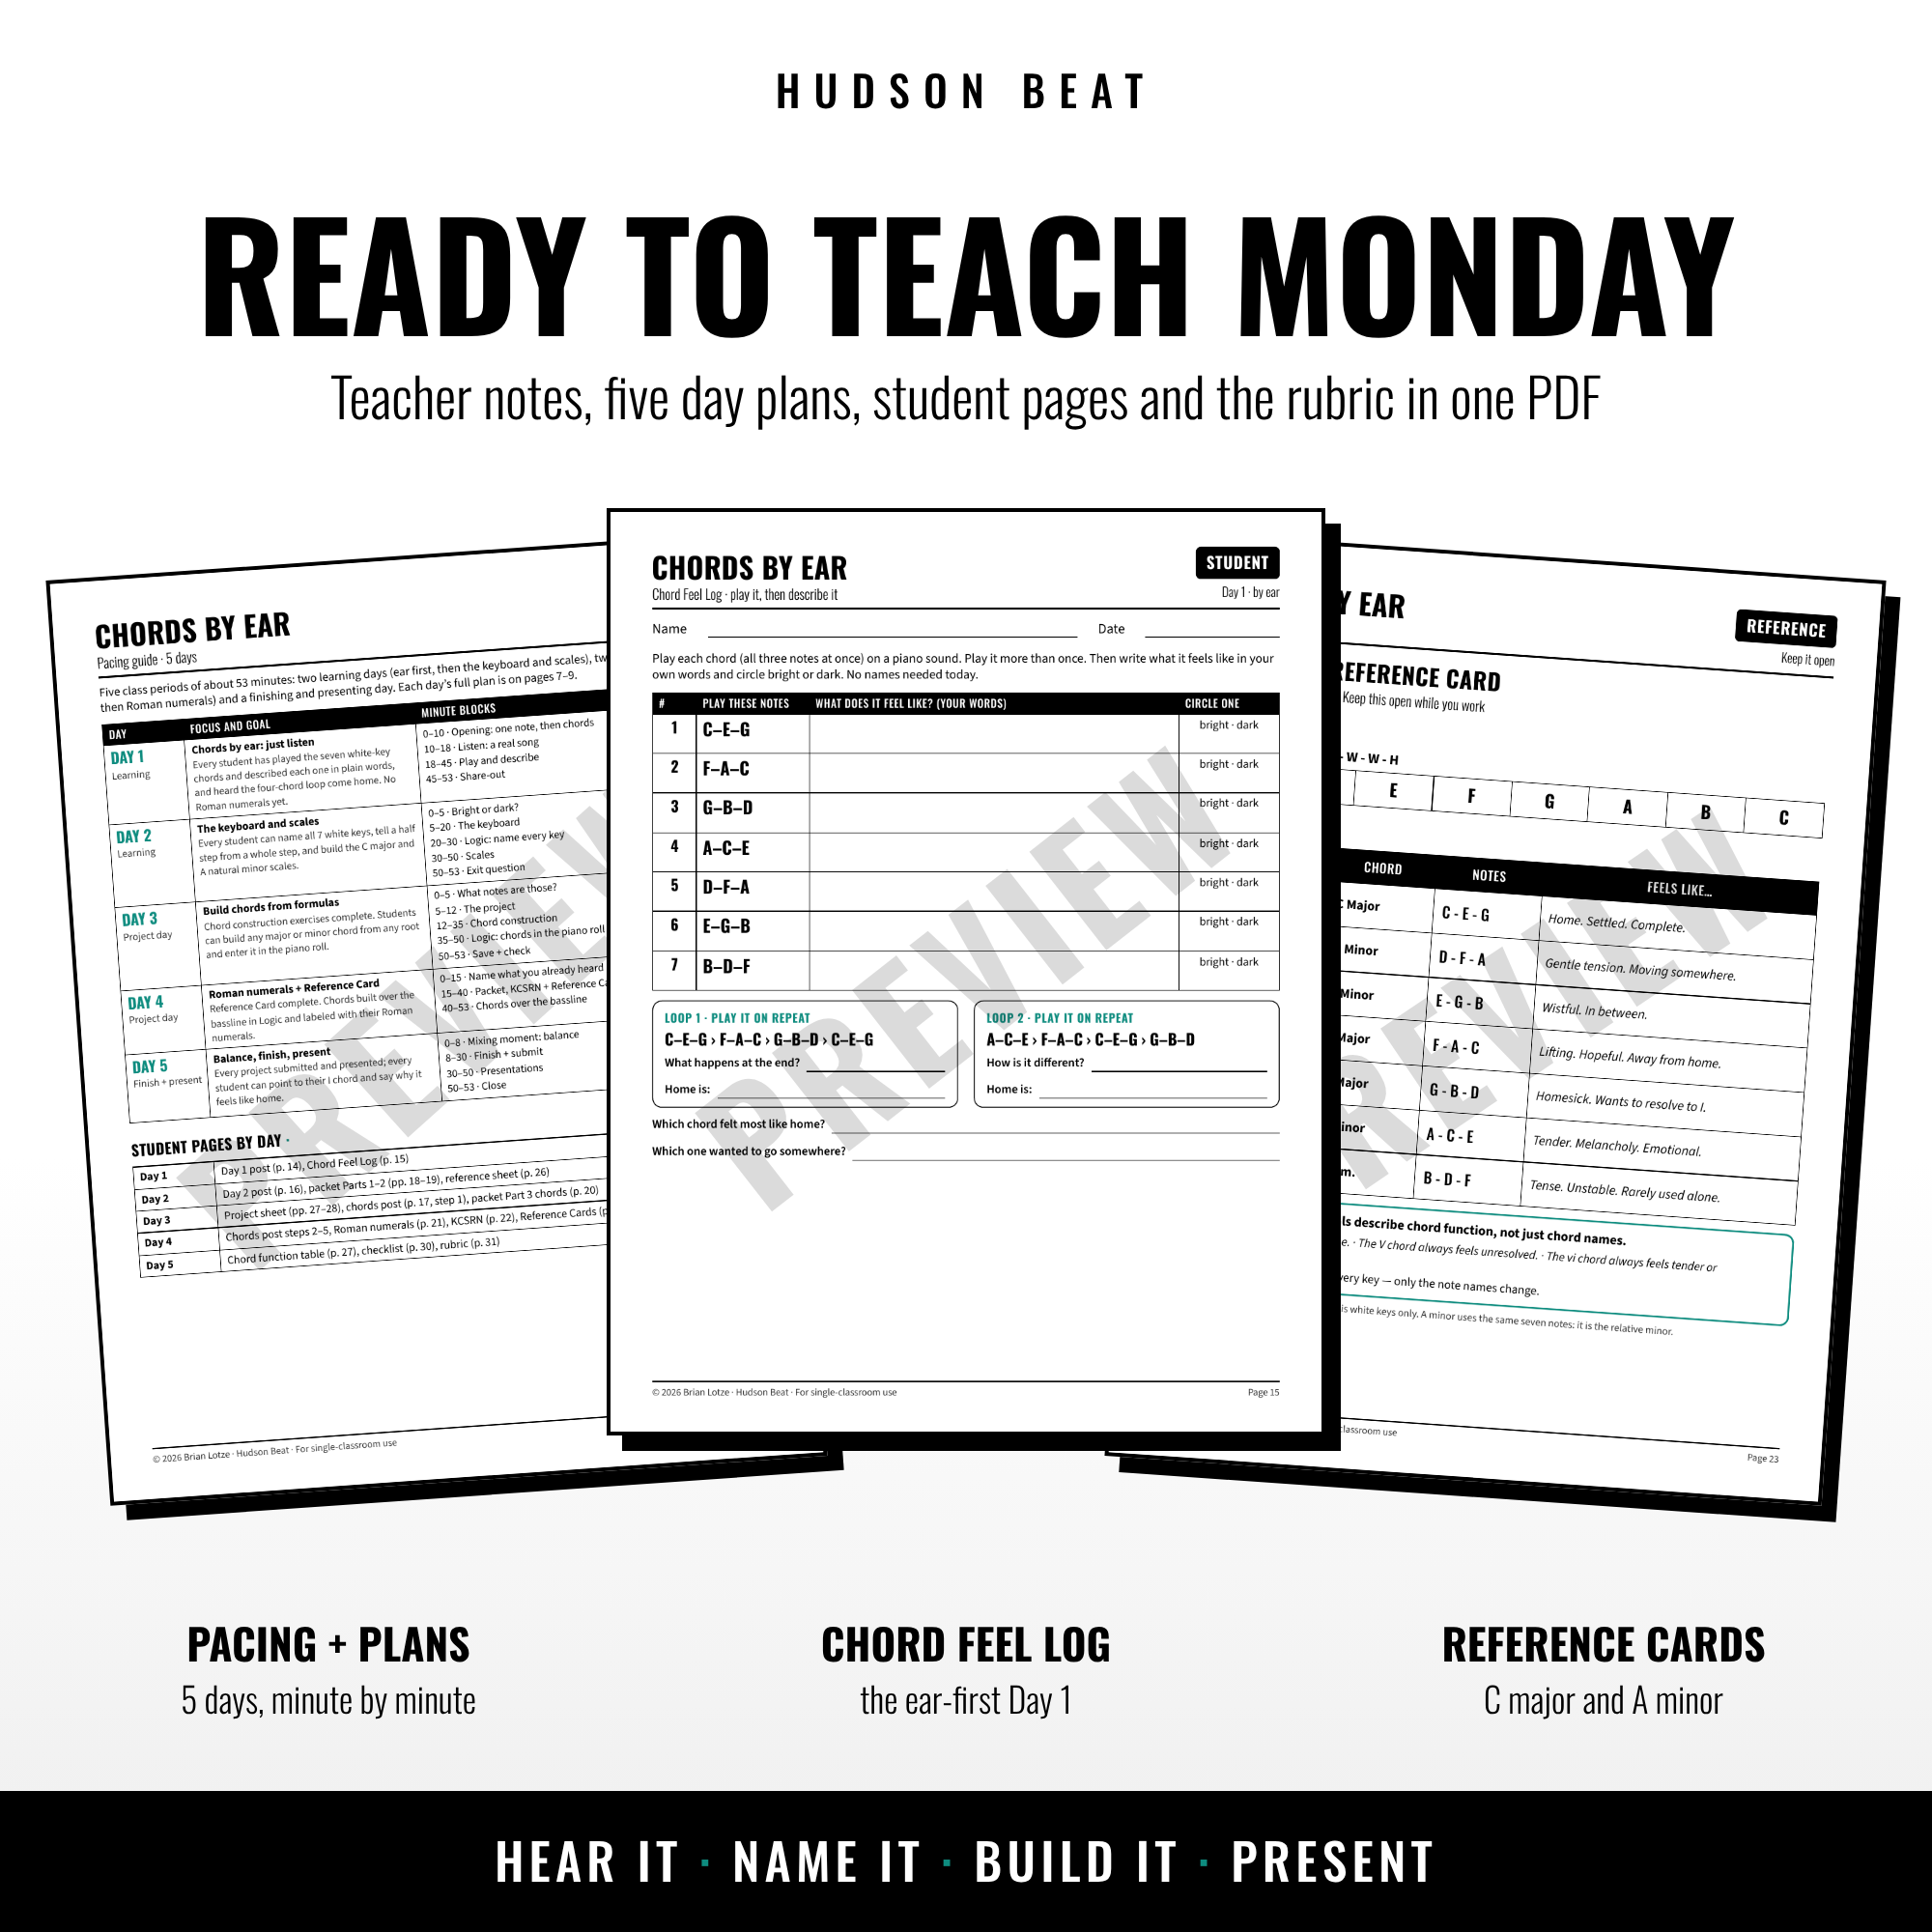 HUDSON BEAT
READY TO TEACH MONDAY
Teacher notes, five day plans, student pages and the rubric in one PDF
CHORDS BY EAR
Pacing guide · 5 days
Five class periods of about 53 minutes: two learning days (ear first, then the keyboard and scales),
then Roman numerals) and a finishing and presenting day. Each day's full plan is on pages 7–9.
DAY FOCUS AND GOAL MINUTE BLOCKS
DAY 1
Learning
Chords by ear: just listen
Every student has played the seven white-key
chords and described each one in plain words,
and heard the four-chord loop come home. No
Roman numerals yet.
0–10 · Opening: one note, then chords
10–18 · Listen: a real song
18–45 · Play and describe
45–53 · Share-out
DAY 2
Learning
The keyboard and scales
Every student can name all 7 white keys, tell a half
step from a whole step, and build the C major and
A natural minor scales.
0–5 · Bright or dark?
5–20 · The keyboard
20–30 · Logic: name every key
30–50 · Scales
50–53 · Exit question
DAY 3
Project day
Build chords from formulas
Chord construction exercises complete. Students
can build any major or minor chord from any root
and enter it in the piano roll.
0–5 · What notes are those?
5–12 · The project
12–35 · Chord construction
35–50 · Logic: chords in the piano roll
50–53 · Save + check
DAY 4
Project day
Roman numerals + Reference Card
Reference Card complete. Chords built over the
bassline in Logic and labeled with their Roman
numerals.
0–15 · Name what you already heard
15–40 · Packet, KCSRN + Reference
40–53 · Chords over the bassline
DAY 5
Finish + present
Balance, finish, present
Every project submitted and presented; every
student can point to their I chord and say why it
feels like home.
0–8 · Mixing moment: balance
8–30 · Finish + submit
30–50 · Presentations
50–53 · Close
STUDENT PAGES BY DAY ·
Day 1 Day 1 post (p. 14), Chord Feel Log (p. 15)
Day 2 Day 2 post (p. 16), packet Parts 1–2 (pp. 18–19), reference sheet (p. 26)
Day 3 Project sheet (pp. 27–28), chords post (p. 17, step 1), packet Part 3 chords (p. 20)
Day 4 Chords post steps 2–5, Roman numerals (p. 21), KCSRN (p. 22), Reference Cards
Day 5 Chord function table (p. 27), checklist (p. 30), rubric (p. 31)
© 2026 Brian Lotze · Hudson Beat · For single-classroom use
CHORDS BY EAR
STUDENT
Chord Feel Log · play it, then describe it
Day 1 · by ear
Name Date
Play each chord (all three notes at once) on a piano sound. Play it more than once. Then write what it feels like in your
own words and circle bright or dark. No names needed today.
# PLAY THESE NOTES WHAT DOES IT FEEL LIKE? (YOUR WORDS) CIRCLE ONE
1 C–E–G bright · dark
2 F–A–C bright · dark
3 G–B–D bright · dark
4 A–C–E bright · dark
5 D–F–A bright · dark
6 E–G–B bright · dark
7 B–D–F bright · dark
LOOP 1 · PLAY IT ON REPEAT
C–E–G › F–A–C › G–B–D › C–E–G
What happens at the end?
Home is:
LOOP 2 · PLAY IT ON REPEAT
A–C–E › F–A–C › C–E–G › G–B–D
How is it different?
Home is:
Which chord felt most like home?
Which one wanted to go somewhere?
© 2026 Brian Lotze · Hudson Beat · For single-classroom use
Page 15
EAR
REFERENCE
Keep it open
REFERENCE CARD
Keep this open while you work
- W - W - H
E F G A B C
CHORD NOTES FEELS LIKE...
Major C - E - G Home. Settled. Complete.
Minor D - F - A Gentle tension. Moving somewhere.
Minor E - G - B Wistful. In between.
Major F - A - C Lifting. Hopeful. Away from home.
Major G - B - D Homesick. Wants to resolve to I.
A - C - E Tender. Melancholy. Emotional.
B - D - F Tense. Unstable. Rarely used alone.
describe chord function, not just chord names.
· The V chord always feels unresolved. · The vi chord always feels tender or
key — only the note names change.
is white keys only. A minor uses the same seven notes: it is the relative minor.
use
Page 23
PREVIEW
PREVIEW
PREVIEW
PACING + PLANS
5 days, minute by minute
CHORD FEEL LOG
the ear-first Day 1
REFERENCE CARDS
C major and A minor
HEAR IT · NAME IT · BUILD IT · PRESENT